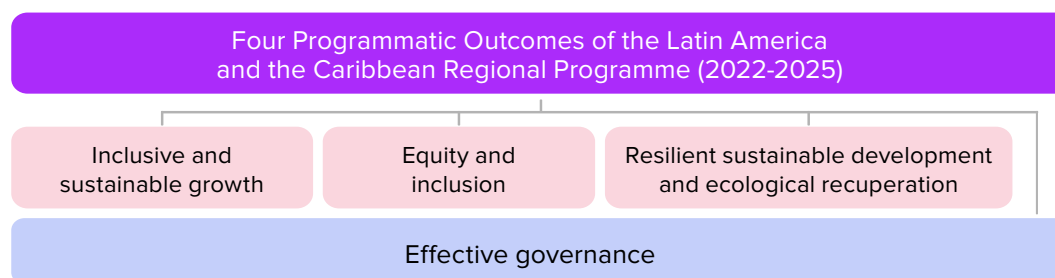 Four Programmatic Outcomes of the Latin America
and the Caribbean Regional Programme (2022-2025)
Inclusive and
sustainable growth
Equity and
inclusion
Resilient sustainable development
and ecological recuperation
Effective governance